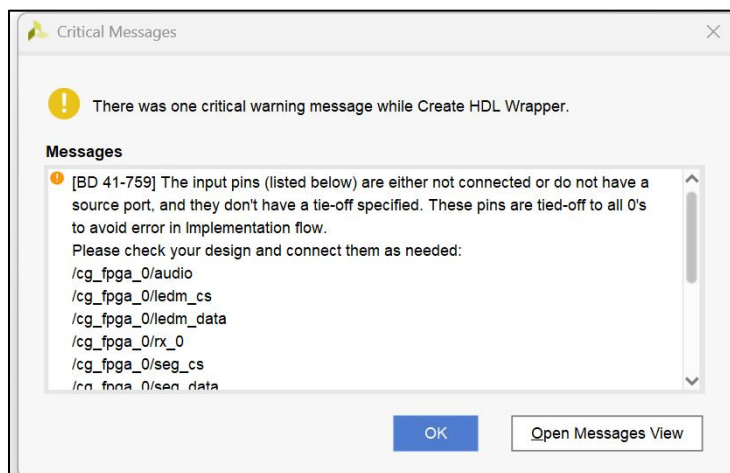 Critical Messages
There was one critical warning message while Create HDL Wrapper.
Messages
[BD 41-759] The input pins (listed below) are either not connected or do not have a
source port, and they don't have a tie-off specified. These pins are tied-off to all 0's
to avoid error in Implementation flow.
Please check your design and connect them as needed:
/cg_fpga_0/audio
/cg_fpga_0/ledm_cs
/cg_fpga_0/ledm_data
/cg_fpga_0/rx_0
/cg_fpga_0/seg_cs
/cg_fpga_0/seg_data
OK
Open Messages View